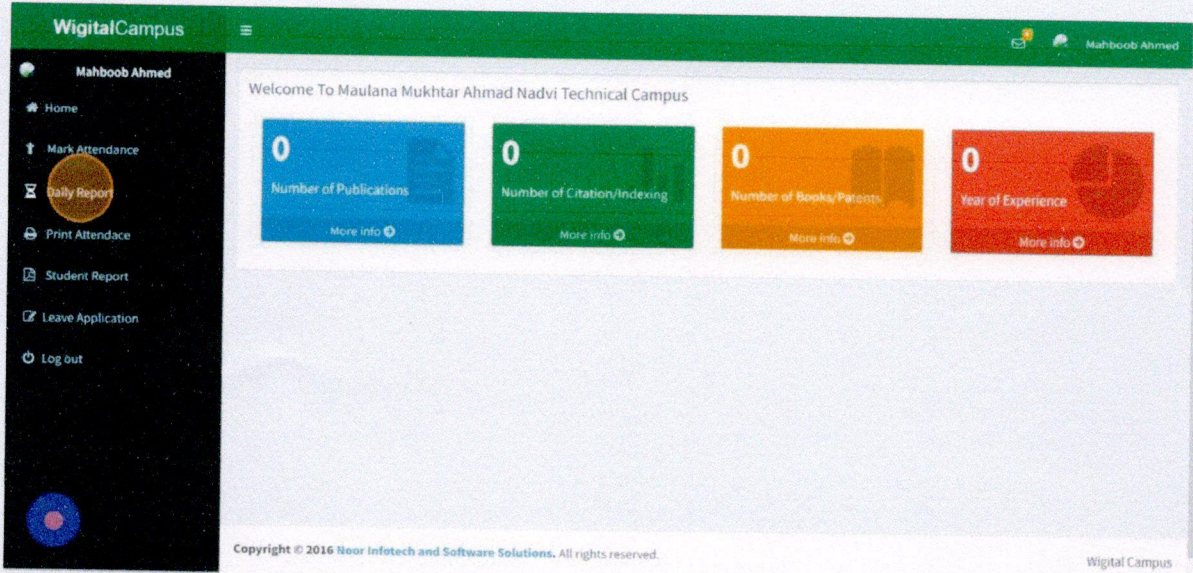 WigitalCampus
Mahboob Ahmed
Mahboob Ahmed
Home
Mark Attendance
Daily Report
Print Attendace
Student Report
Leave Application
Log out
Welcome To Maulana Mukhtar Ahmad Nadvi Technical Campus
0
Number of Publications
More info
0
Number of Citation/Indexing
More info
0
Number of Books/Patents
More info
0
Year of Experience
More info
Copyright © 2016 Noor Infotech and Software Solutions. All rights reserved.
Wigital Campus